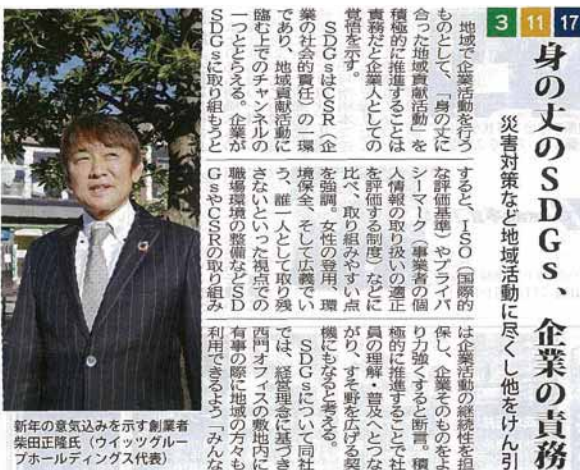 3 11 17
身の丈のSDGs、企業の責務
災害対策など地域活動に尽くし他をけん引
地域で企業活動を行う
ものとして、「身の丈に
合った地域貢献活動」を
積極的に推進することは
責務だと企業人としての
覚悟を示す。
SDGsはCSR(企
業の社会的責任)の一環
であり、地域貢献活動に
臨む上でのチャンネルの
一つととらえる。企業が
SDGsに取り組もうと
すると、ISO(国際的
な評価基準)やプライバ
シーマーク(事業者の個
人情報の取り扱いの適正
を評価する制度)などに
比べ、取り組みやすい点
を強調。女性の登用、環
境保全、そして広義でい
う、誰一人として取り残
さないといった視点での
職場環境の整備などSD
GsやCSRの取り組み
は企業活動の継続性を担
保し、企業そのものをよ
り力強くすると断言。積
極的に推進することで社
員の理解・普及へとつな
がり、すそ野を広げる契
機にもなると考える。
SDGsについて同社
では、経営理念に基づき
西門オフィスの敷地内に
有事の際に地域の方々も
利用できるよう「みんな
新年の意気込みを示す創業者
柴田正隆氏(ウイッツグルー
プホールディングス代表)